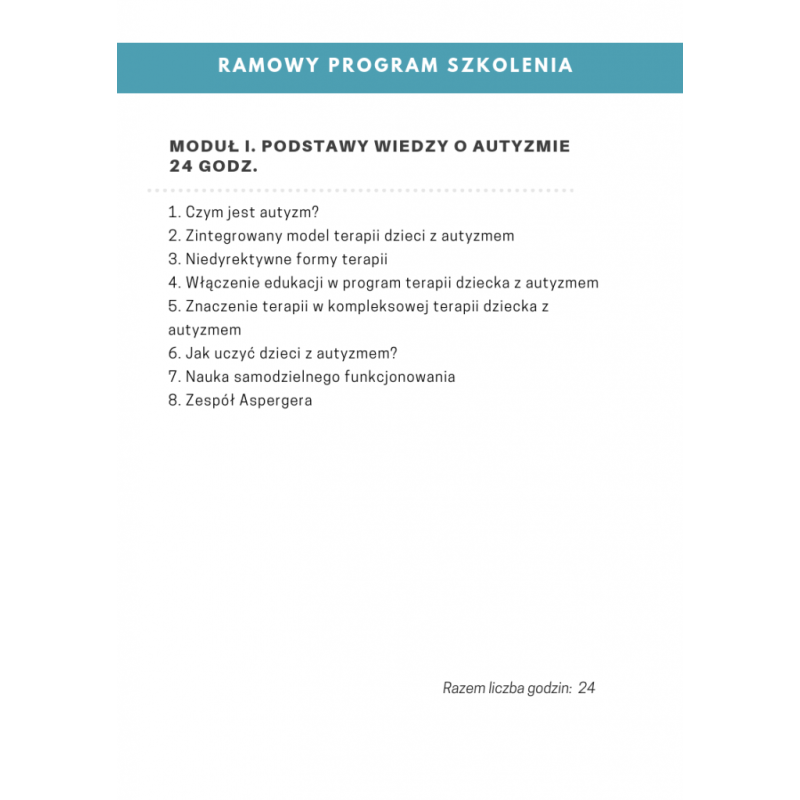 RAMOWY PROGRAM SZKOLENIA
MODUŁ I. PODSTAWY WIEDZY O AUTYZMIE
24 GODZ.
1. Czym jest autyzm?
2. Zintegrowany model terapii dzieci z autyzmem
3. Niedyrektywne formy terapii
4. Włączenie edukacji w program terapii dziecka z autyzmem
5. Znaczenie terapii w kompleksowej terapii dziecka z
autyzmem
6. Jak uczyć dzieci z autyzmem?
7. Nauka samodzielnego funkcjonowania
8. Zespół Aspergera
Razem liczba godzin: 24